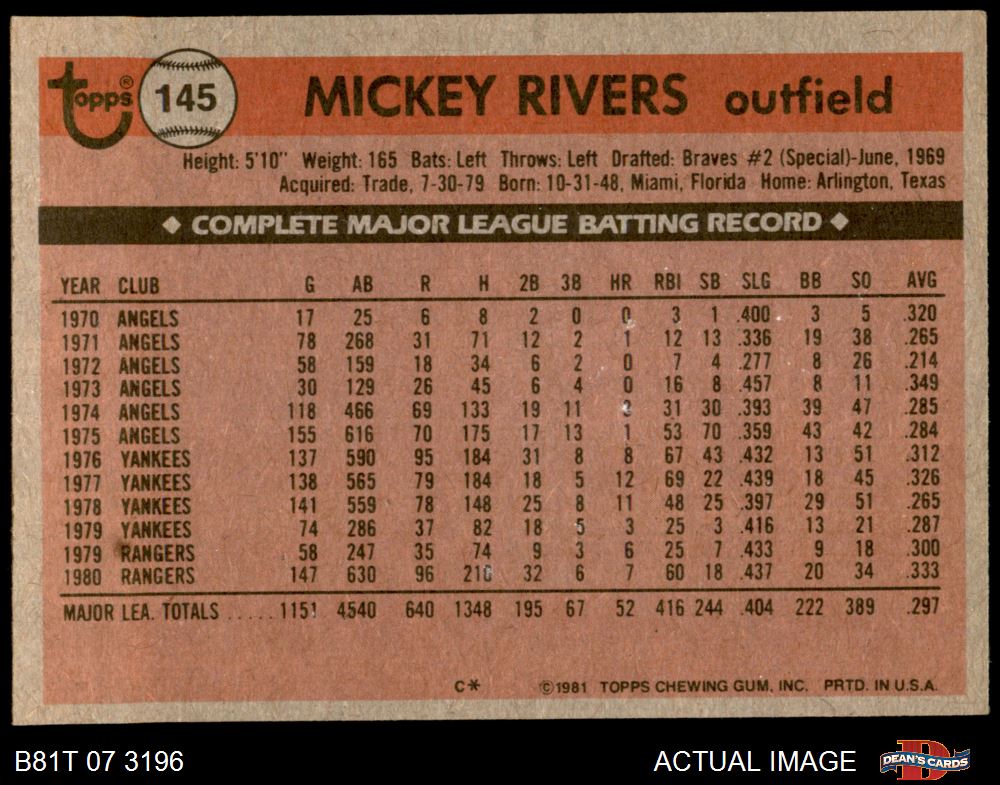 Topps® 145 MICKEY RIVERS outfield
Height: 5'10" Weight: 165 Bats: Left Throws: Left Drafted: Braves #2 (Special)-June, 1969
Acquired: Trade, 7-30-79 Born: 10-31-48, Miami, Florida Home: Arlington, Texas
◆ COMPLETE MAJOR LEAGUE BATTING RECORD ◆
YEAR CLUB G AB R H 2B 3B HR RBI SB SLG BB SO AVG
1970 ANGELS 17 25 6 8 2 0 0 3 1 .400 3 5 .320
1971 ANGELS 78 268 31 71 12 2 1 12 13 .336 19 38 .265
1972 ANGELS 58 159 18 34 6 2 0 7 4 .277 8 26 .214
1973 ANGELS 30 129 26 45 6 4 0 16 8 .457 8 11 .349
1974 ANGELS 118 466 69 133 19 11 31 30 .393 39 47 .285
1975 ANGELS 155 616 70 175 17 13 1 53 70 .359 43 42 .284
1976 YANKEES 137 590 95 184 31 8 8 67 43 .432 13 51 .312
1977 YANKEES 138 565 79 184 18 5 12 69 22 .439 18 45 .326
1978 YANKEES 141 559 78 148 25 8 11 48 25 .397 29 51 .265
1979 YANKEES 74 286 37 82 18 5 3 25 3 .416 13 21 .287
1979 RANGERS 58 247 35 74 9 3 6 25 7 .433 9 18 .300
1980 RANGERS 147 630 96 210 32 6 7 60 18 .437 20 34 .333
MAJOR LEA. TOTALS ..... 1151 4540 640 1348 195 67 52 416 244 .404 222 389 .297
C* ©1981 TOPPS CHEWING GUM, INC. PRTD. IN U.S.A.
B81T 07 3196 ACTUAL IMAGE D DEAN'S CARDS